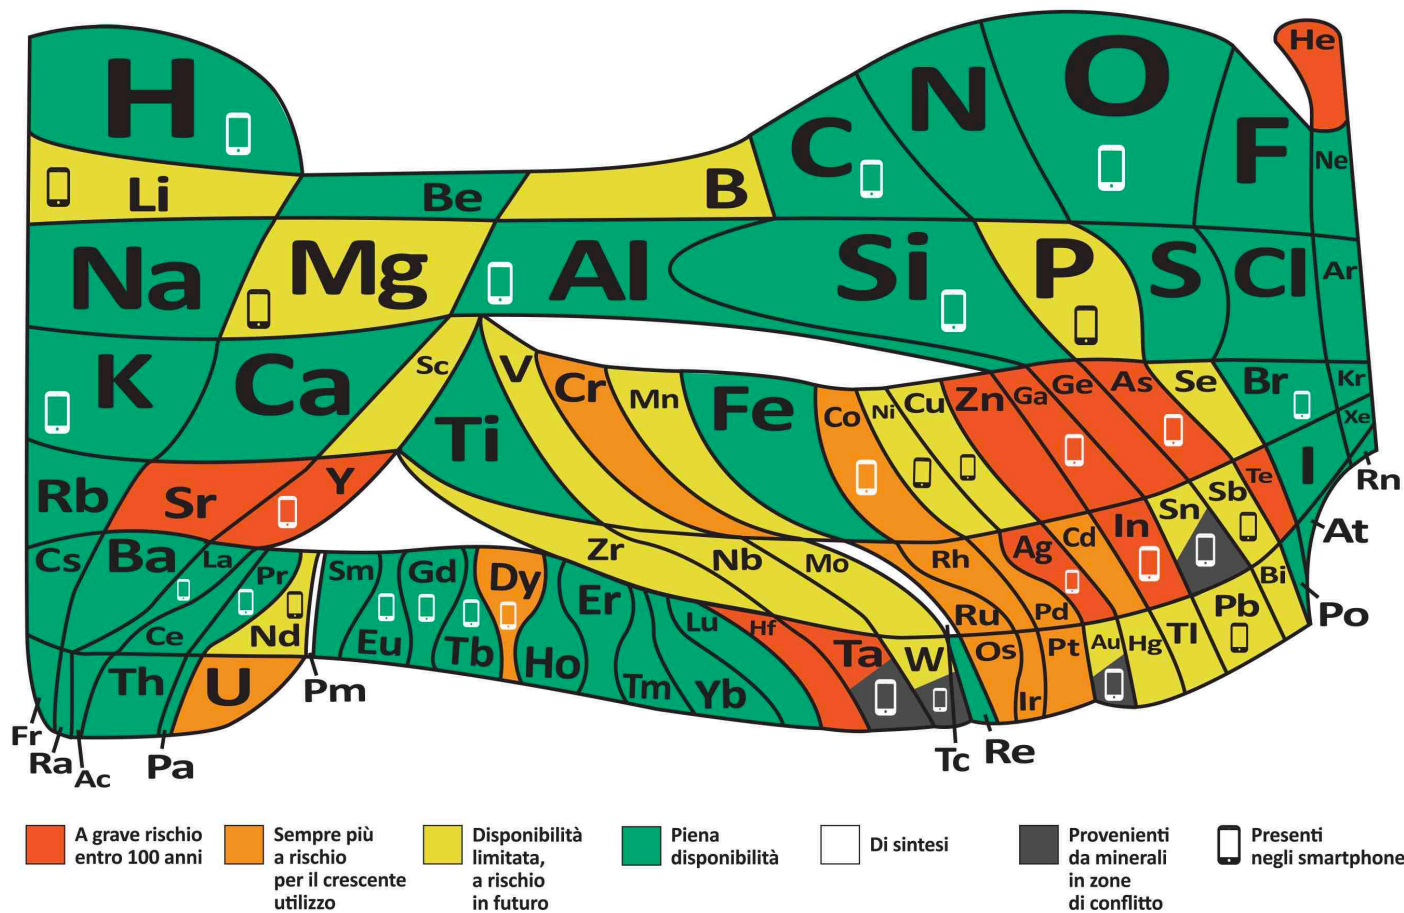 H
He
Li
Be
B
C
N
O
F
Ne
Na
Mg
Al
Si
P
S
Cl
Ar
K
Ca
Sc
Ti
V
Cr
Mn
Fe
Co
Ni
Cu
Zn
Ga
Ge
As
Se
Br
Kr
Rb
Sr
Y
Zr
Nb
Mo
Tc
Ru
Rh
Pd
Ag
Cd
In
Sn
Sb
Te
I
Xe
Cs
Ba
La
Ce
Pr
Nd
Pm
Sm
Eu
Gd
Tb
Dy
Ho
Er
Tm
Yb
Lu
Hf
Ta
W
Re
Os
Ir
Pt
Au
Hg
Tl
Pb
Bi
Po
At
Rn
Fr
Ra
Ac
Th
Pa
U
A grave rischio
entro 100 anni
Sempre più
a rischio
per il crescente
utilizzo
Disponibilità
limitata,
a rischio
in futuro
Piena
disponibilità
Di sintesi
Provenienti
da minerali
in zone
di conflitto
Presenti
negli smartphone